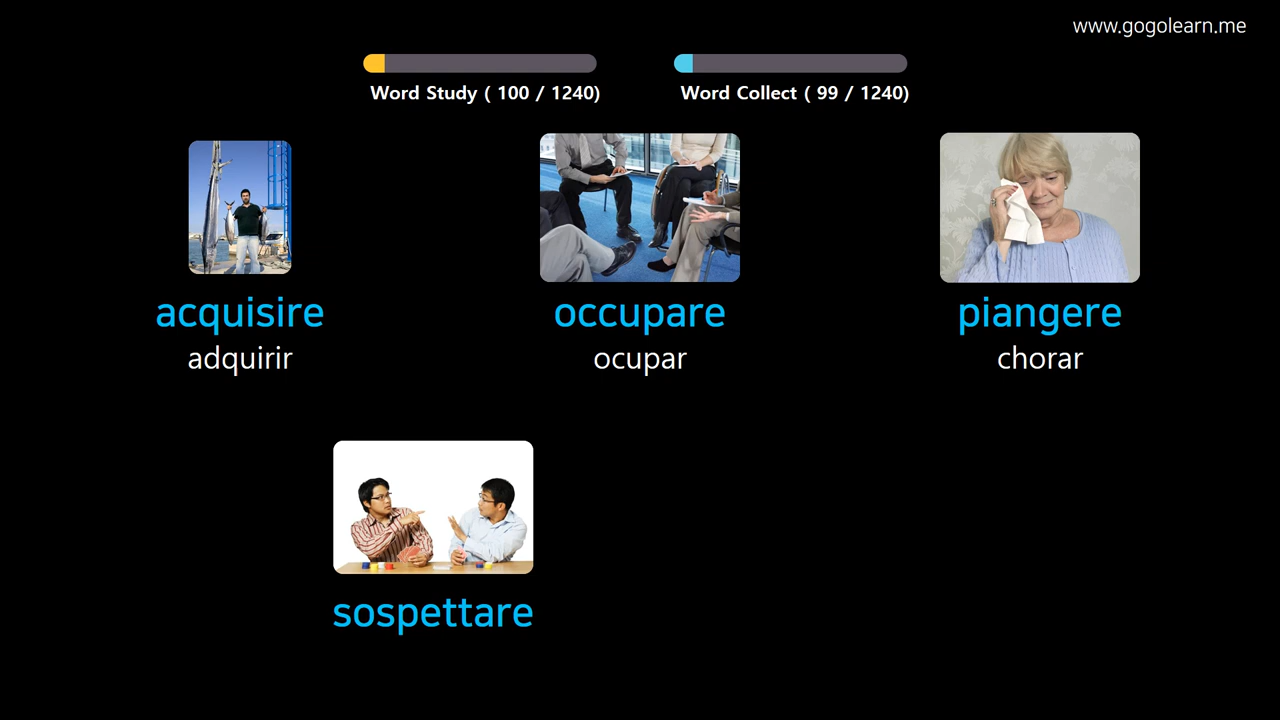 www.gogolearn.me
Word Study ( 100 / 1240)
Word Collect ( 99 / 1240)
acquisire
adquirir
occupare
ocupar
piangere
chorar
sospettare